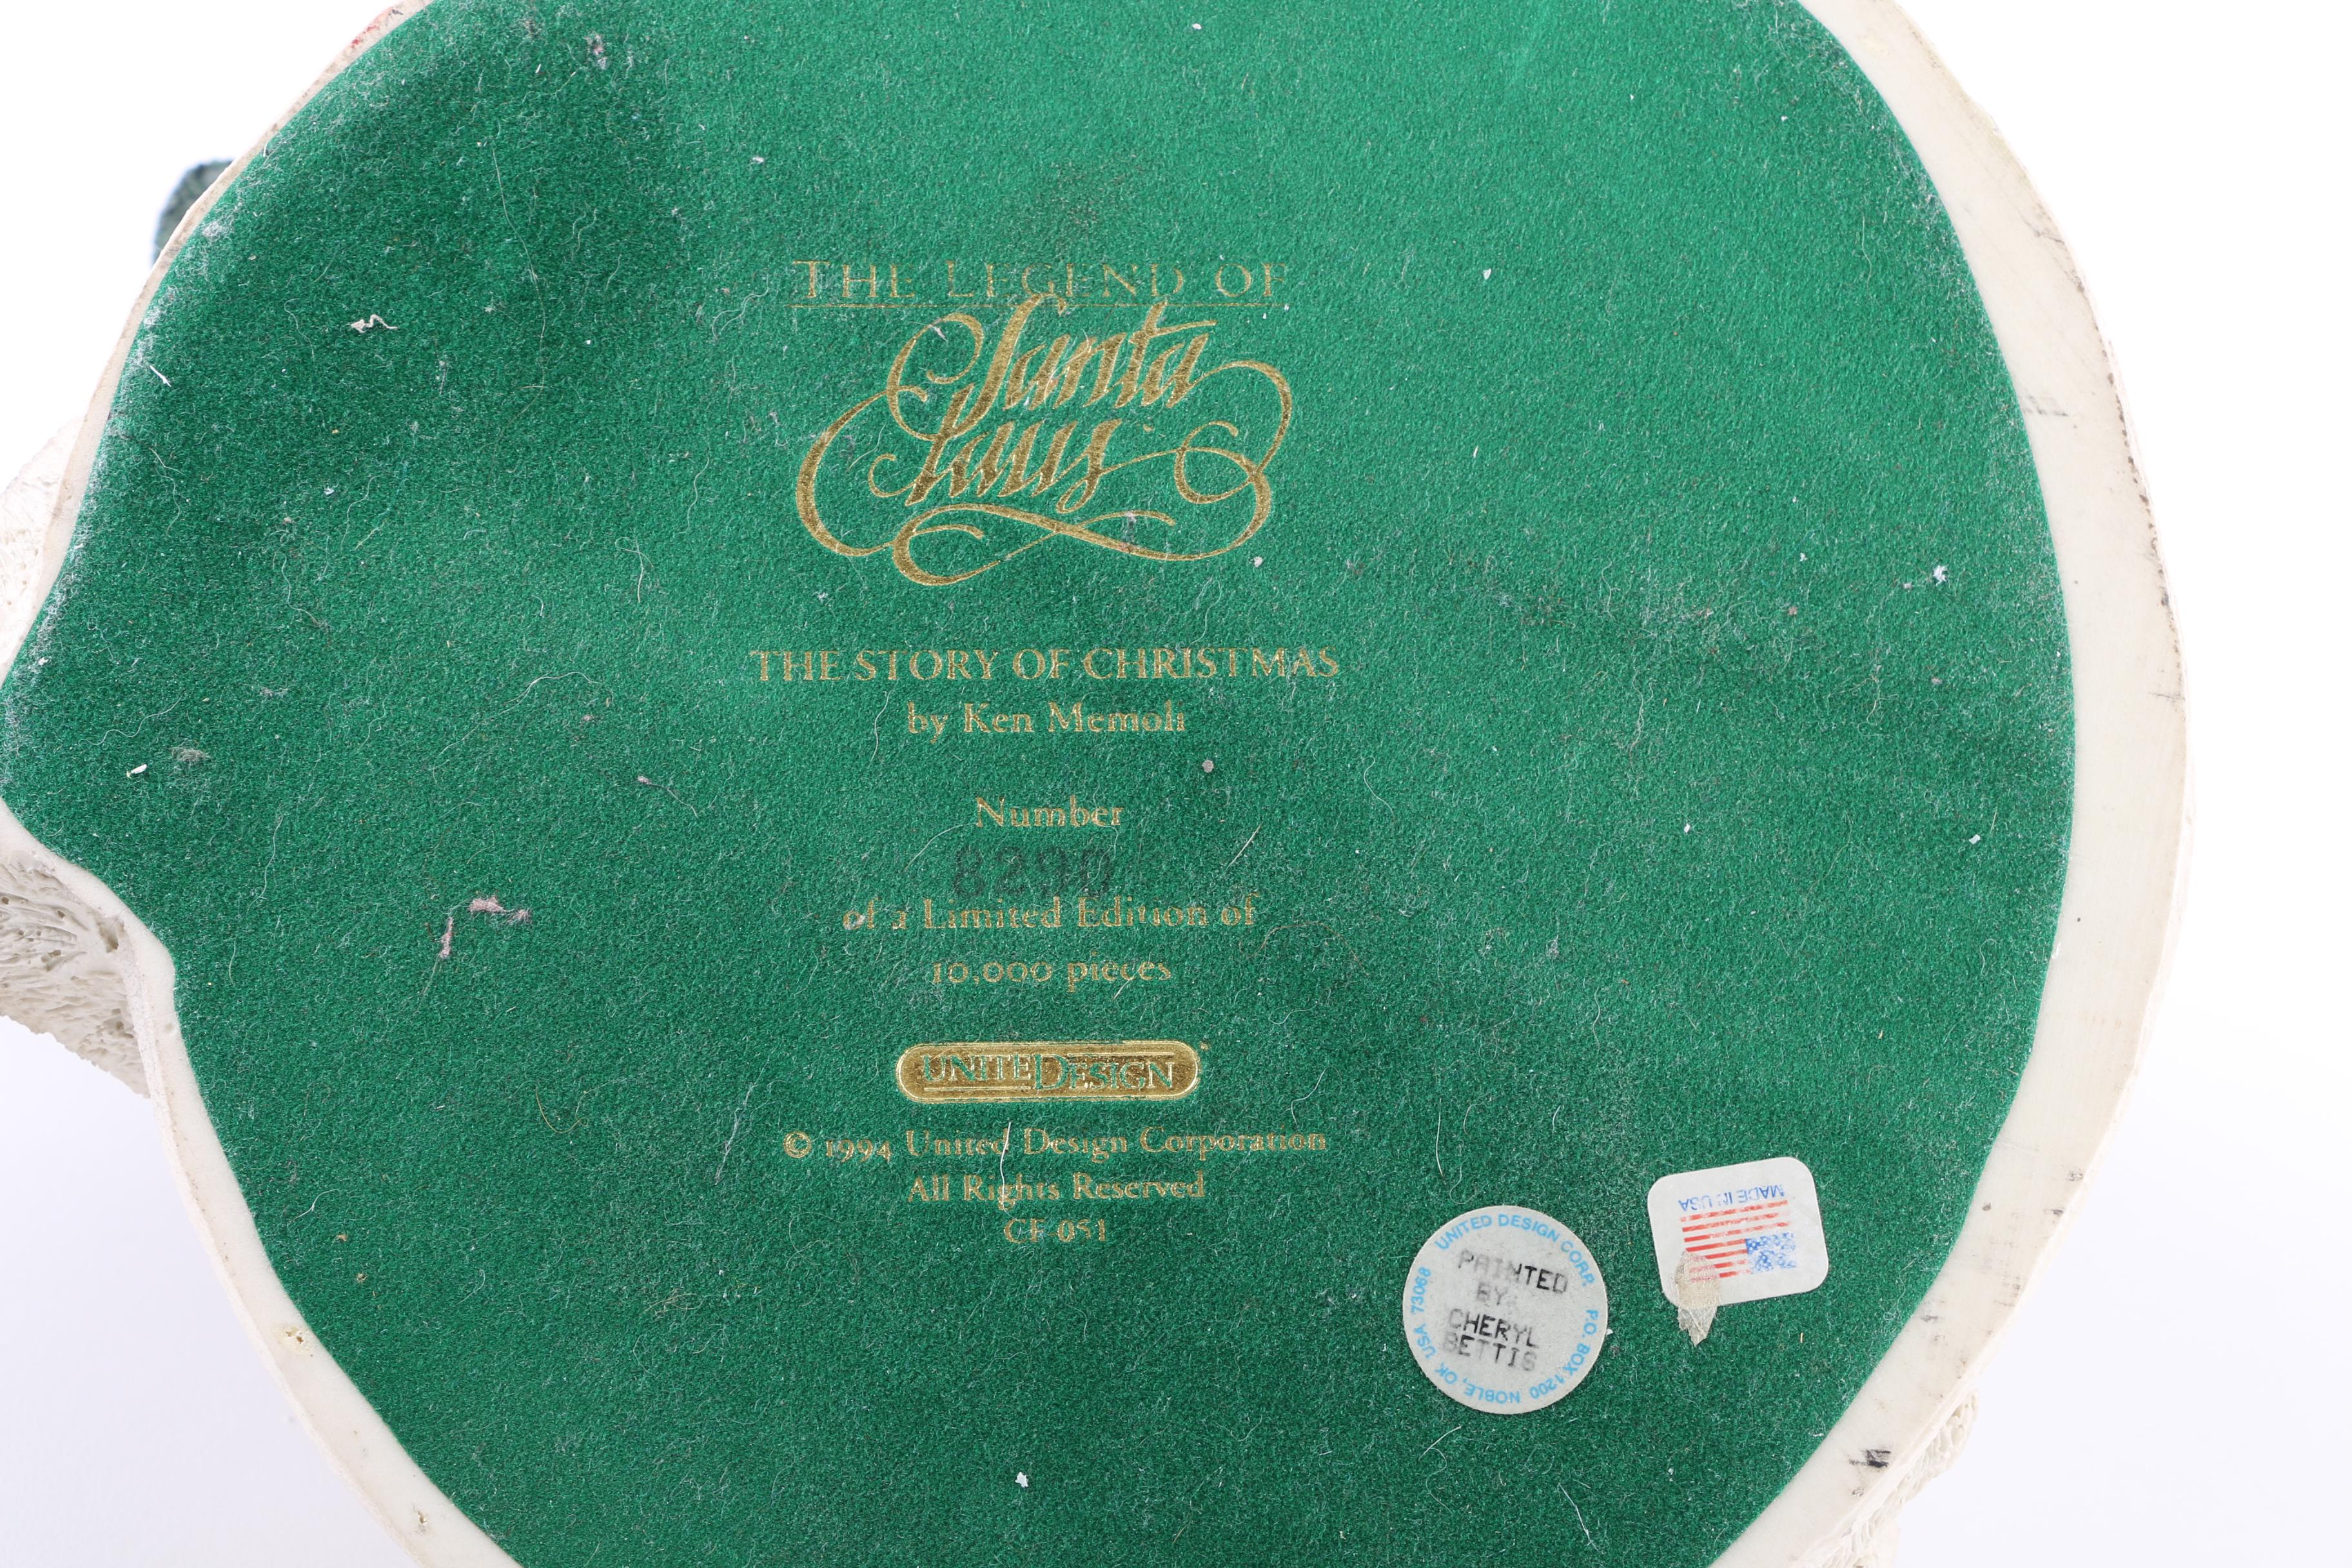 THE LEGEND OF
Santa
Claus
THE STORY OF CHRISTMAS
by Ken Memoli
Number
8290
of a Limited Edition of
10,000 pieces
UNITED DESIGN
© 1994 United Design Corporation
All Rights Reserved
CF 051
UNITED DESIGN CORP. P.O. BOX 1200 NOBLE, OK USA 73068
PAINTED
BY:
CHERYL
BETTIS
MADE IN USA